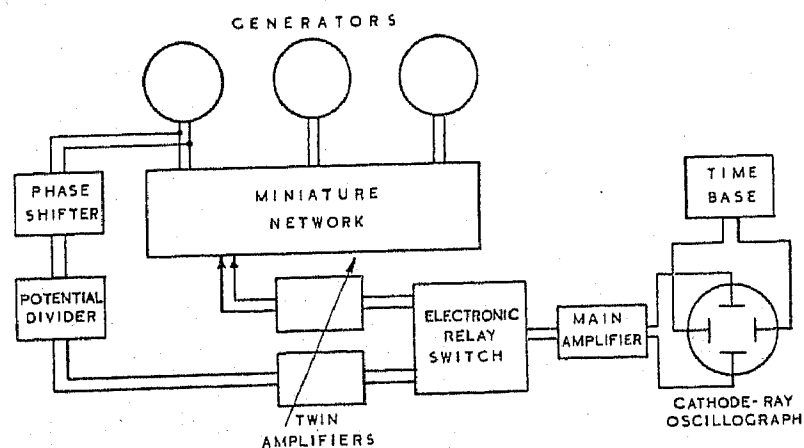 GENERATORS
PHASE
SHIFTER
MINIATURE
NETWORK
TIME
BASE
POTENTIAL
DIVIDER
ELECTRONIC
RELAY
SWITCH
MAIN
AMPLIFIER
TWIN
AMPLIFIERS
CATHODE-RAY
OSCILLOGRAPH